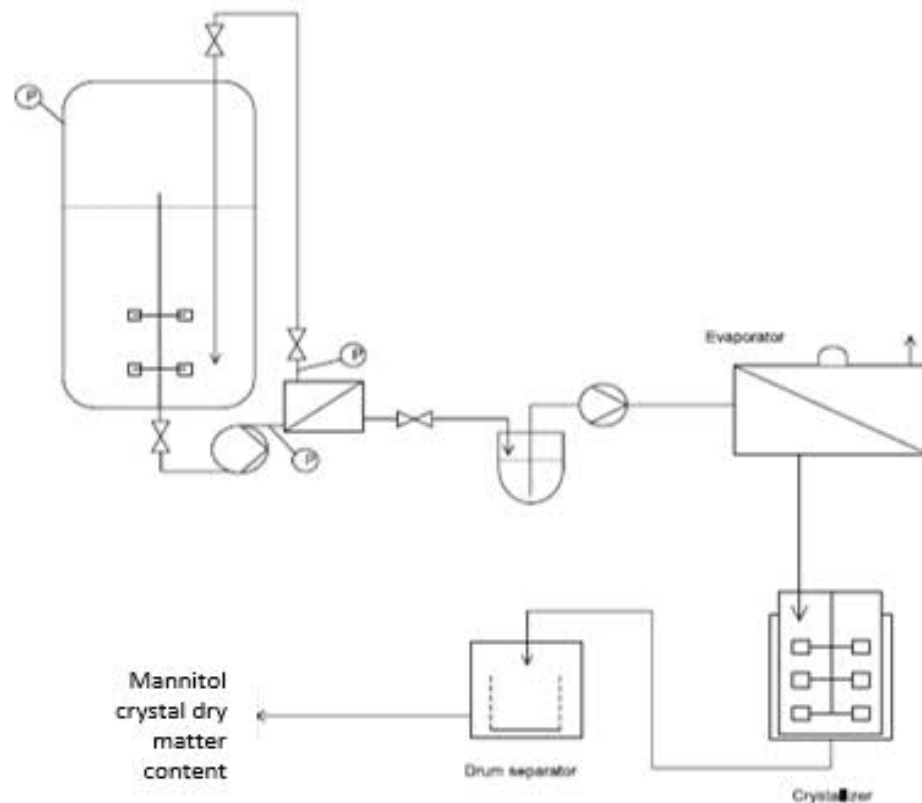 P
P
Evaporator
P
Mannitol
crystal dry
matter
content
Drum separator